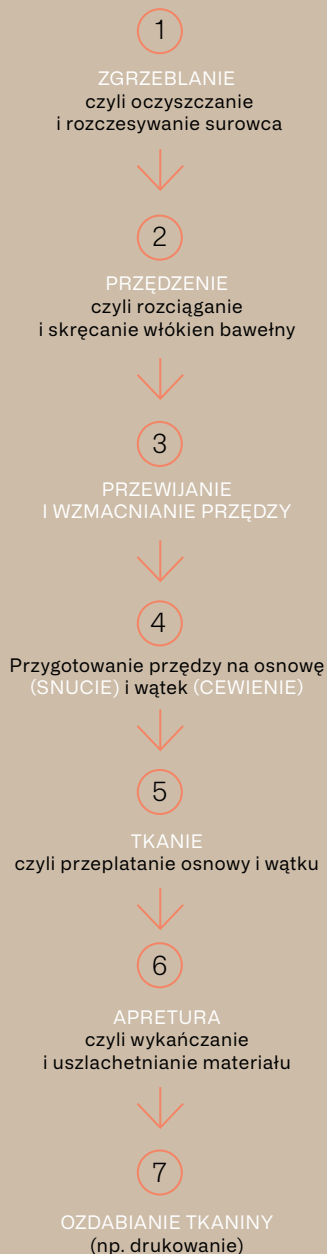 1
ZGRZEBLANIE
czyli oczyszczanie
i rozczesywanie surowca
2
PRZĘDZENIE
czyli rozciąganie
i skręcanie włókien bawełny
3
PRZEWIJANIE
I WZMACNIANIE PRZĘDZY
4
Przygotowanie przędzy na osnowę
(SNUCIE) i wątek (CEWIENIE)
5
TKANIE
czyli przeplatanie osnowy i wątku
6
APRETURA
czyli wykańczanie
i uszlachetnianie materiału
7
OZDABIANIE TKANINY
(np. drukowanie)